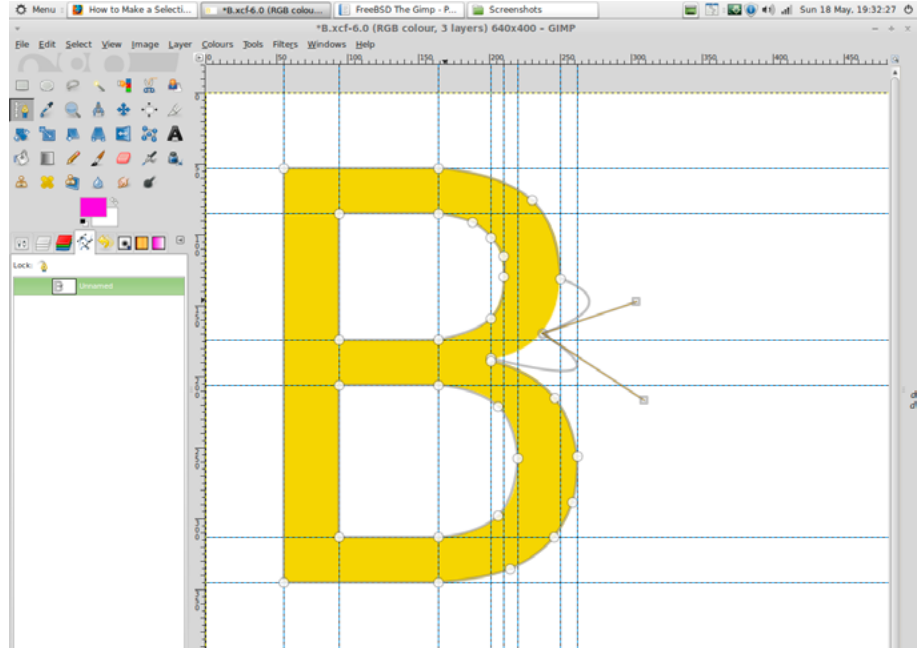 Menu How to Make a Selecti... *B.xcf-6.0 (RGB colou... FreeBSD The Gimp - P... Screenshots Sun 18 May, 19:32:27
*B.xcf-6.0 (RGB colour, 3 layers) 640x400 – GIMP
File Edit Select View Image Layer Colours Tools Filters Windows Help
0 50 100 150 200 250 300 350 400 450
Lock:
Unnamed
B